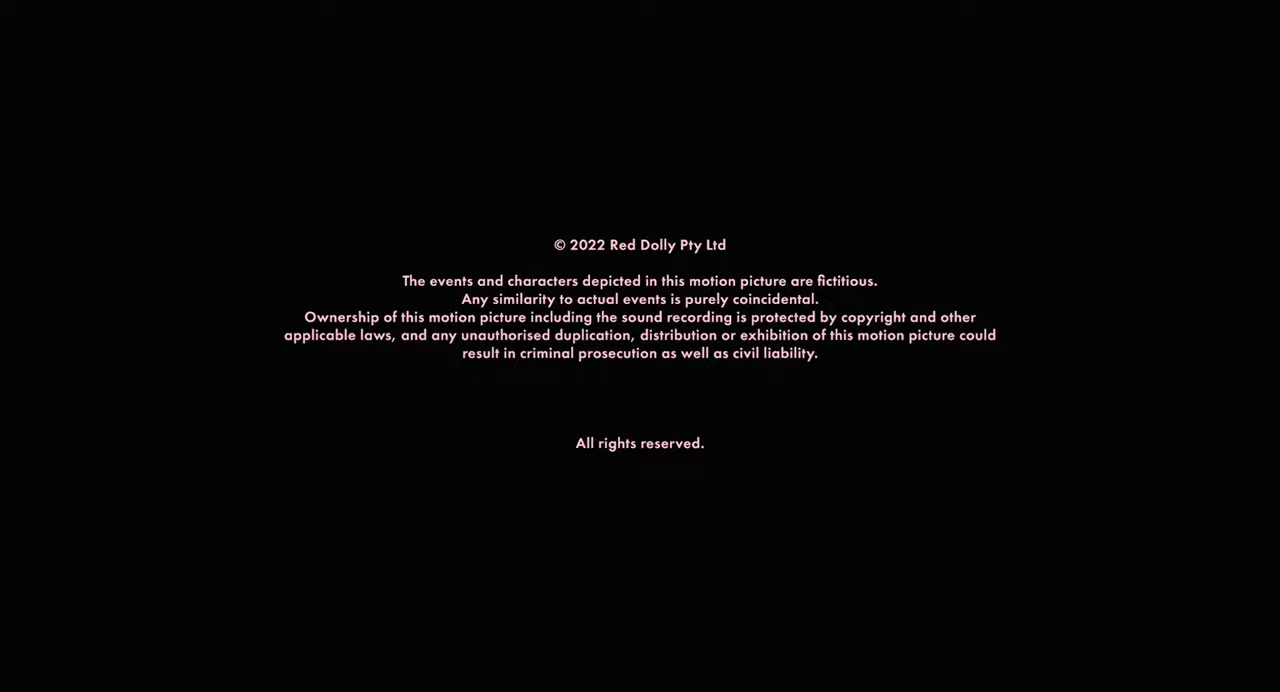 © 2022 Red Dolly Pty Ltd
The events and characters depicted in this motion picture are fictitious.
Any similarity to actual events is purely coincidental.
Ownership of this motion picture including the sound recording is protected by copyright and other
applicable laws, and any unauthorised duplication, distribution or exhibition of this motion picture could
result in criminal prosecution as well as civil liability.
All rights reserved.